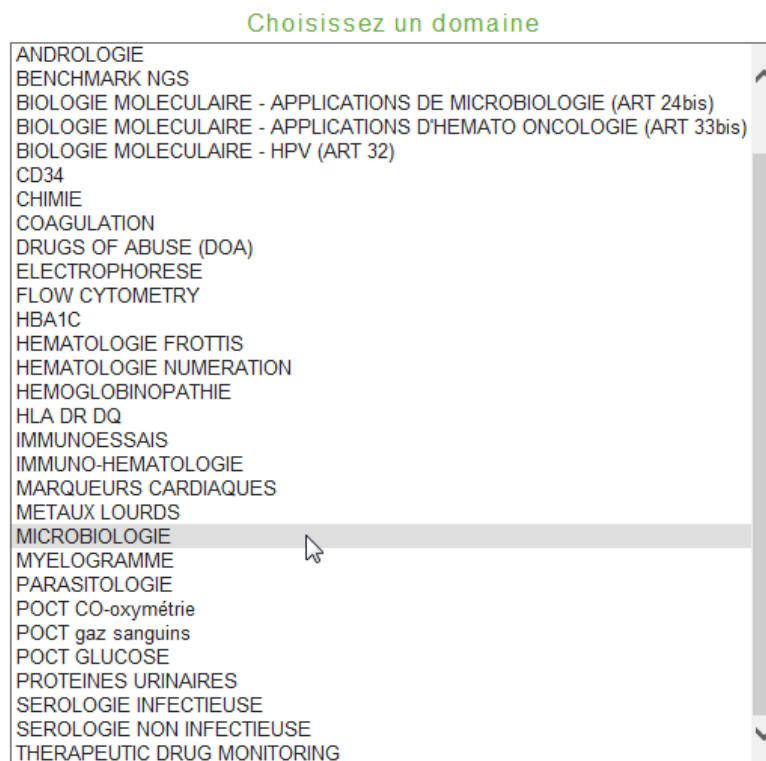 Choisissez un domaine
ANDROLOGIE
BENCHMARK NGS
BIOLOGIE MOLECULAIRE - APPLICATIONS DE MICROBIOLOGIE (ART 24bis)
BIOLOGIE MOLECULAIRE - APPLICATIONS D'HEMATO ONCOLOGIE (ART 33bis)
BIOLOGIE MOLECULAIRE - HPV (ART 32)
CD34
CHIMIE
COAGULATION
DRUGS OF ABUSE (DOA)
ELECTROPHORESE
FLOW CYTOMETRY
HBA1C
HEMATOLOGIE FROTTIS
HEMATOLOGIE NUMERATION
HEMOGLOBINOPATHIE
HLA DR DQ
IMMUNOESSAIS
IMMUNO-HEMATOLOGIE
MARQUEURS CARDIAQUES
METAUX LOURDS
MICROBIOLOGIE
MYELOGRAMME
PARASITOLOGIE
POCT CO-oxymétrie
POCT gaz sanguins
POCT GLUCOSE
PROTEINES URINAIRES
SEROLOGIE INFECTIEUSE
SEROLOGIE NON INFECTIEUSE
THERAPEUTIC DRUG MONITORING